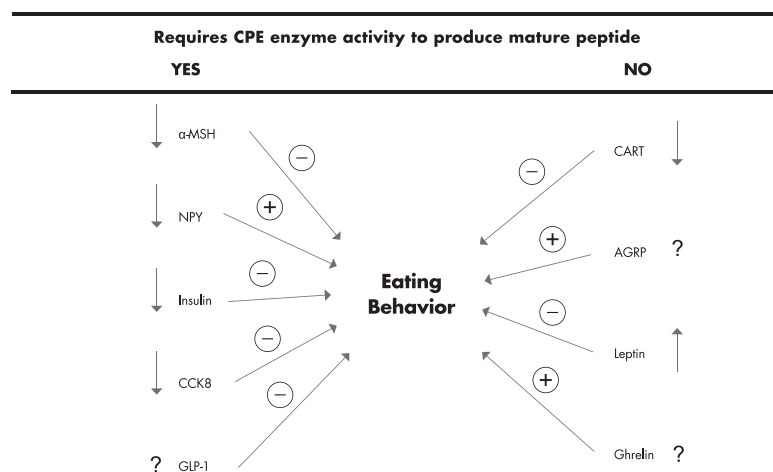 Requires CPE enzyme activity to produce mature peptide
YES NO
α-MSH
CART
NPY
AGRP ?
Eating
Behavior
Insulin
Leptin
CCK8
? GLP-1
Ghrelin ?
−
+
−
−
−
−
+
−
+